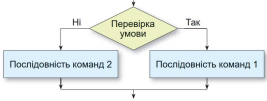 Перевірка
умови
Ні
Так
Послідовність команд 2
Послідовність команд 1